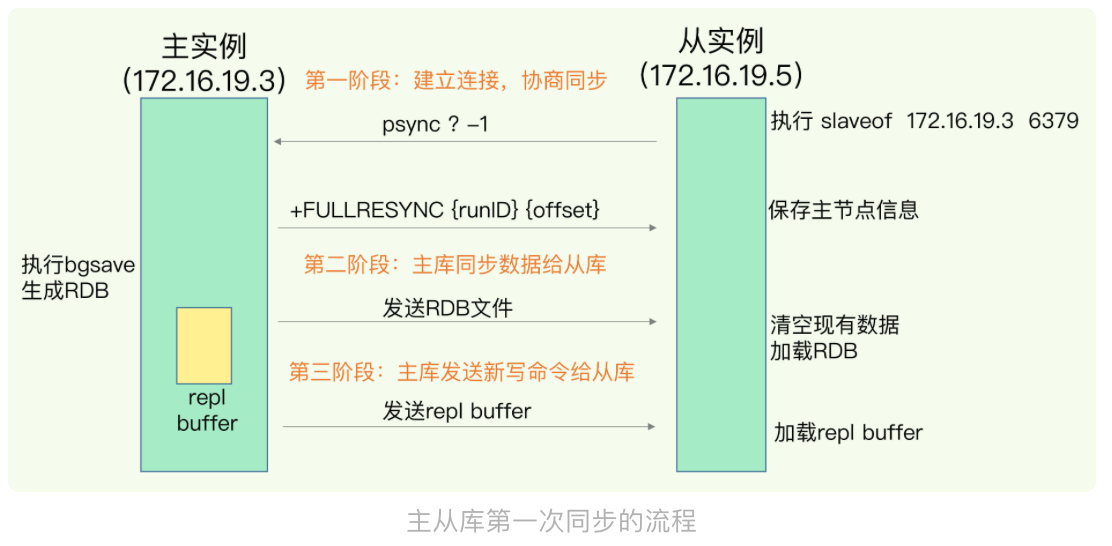 主实例
（172.16.19.3）
从实例
（172.16.19.5）
第一阶段：建立连接，协商同步
执行 slaveof 172.16.19.3 6379
psync ? -1
+FULLRESYNC {runID} {offset}
保存主节点信息
执行bgsave
生成RDB
第二阶段：主库同步数据给从库
发送RDB文件
清空现有数据
加载RDB
第三阶段：主库发送新写命令给从库
repl
buffer
发送repl buffer
加载repl buffer
主从库第一次同步的流程